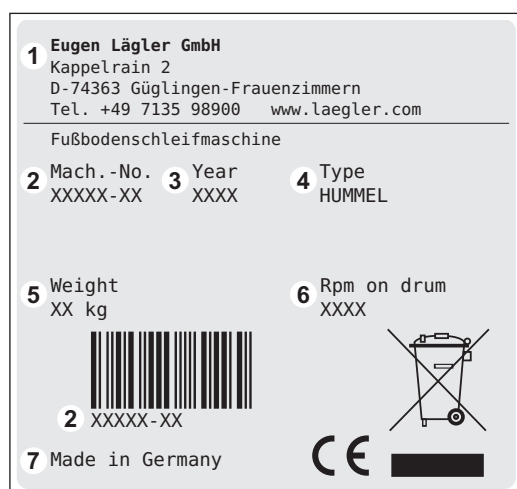 1 Eugen Lägler GmbH
Kappelrain 2
D-74363 Güglingen-Frauenzimmern
Tel. +49 7135 98900 www.laegler.com
Fußbodenschleifmaschine
2 Mach.-No. 3 Year 4 Type
XXXXX-XX XXXX HUMMEL
5 Weight 6 Rpm on drum
XX kg XXXX
2 XXXXX-XX
7 Made in Germany CE